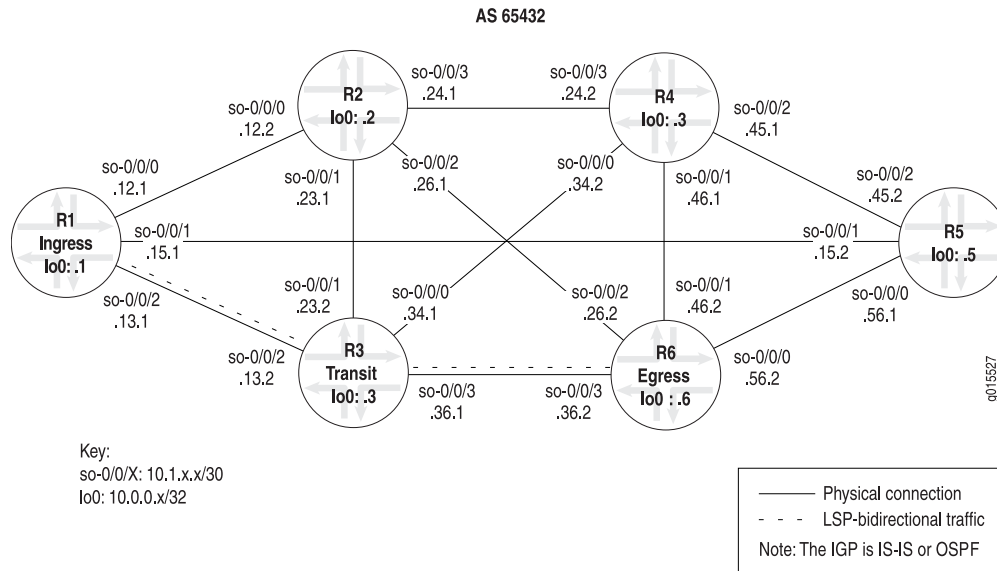 AS 65432
R2
lo0: .2
so-0/0/3
.24.1
so-0/0/3
.24.2
R4
lo0: .3
so-0/0/0
.12.2
so-0/0/2
.45.1
so-0/0/0
.12.1
so-0/0/1
.23.1
so-0/0/2
.26.1
so-0/0/0
.34.2
so-0/0/1
.46.1
so-0/0/2
.45.2
R1
Ingress
lo0: .1
so-0/0/1
.15.1
so-0/0/1
.15.2
R5
lo0: .5
so-0/0/2
.13.1
so-0/0/1
.23.2
so-0/0/0
.34.1
so-0/0/2
.26.2
so-0/0/1
.46.2
so-0/0/0
.56.1
so-0/0/2
.13.2
R3
Transit
lo0: .3
so-0/0/3
.36.1
so-0/0/3
.36.2
R6
Egress
lo0 : .6
so-0/0/0
.56.2
g015527
Key:
so-0/0/X: 10.1.x.x/30
lo0: 10.0.0.x/32
Physical connection
LSP-bidirectional traffic
Note: The IGP is IS-IS or OSPF